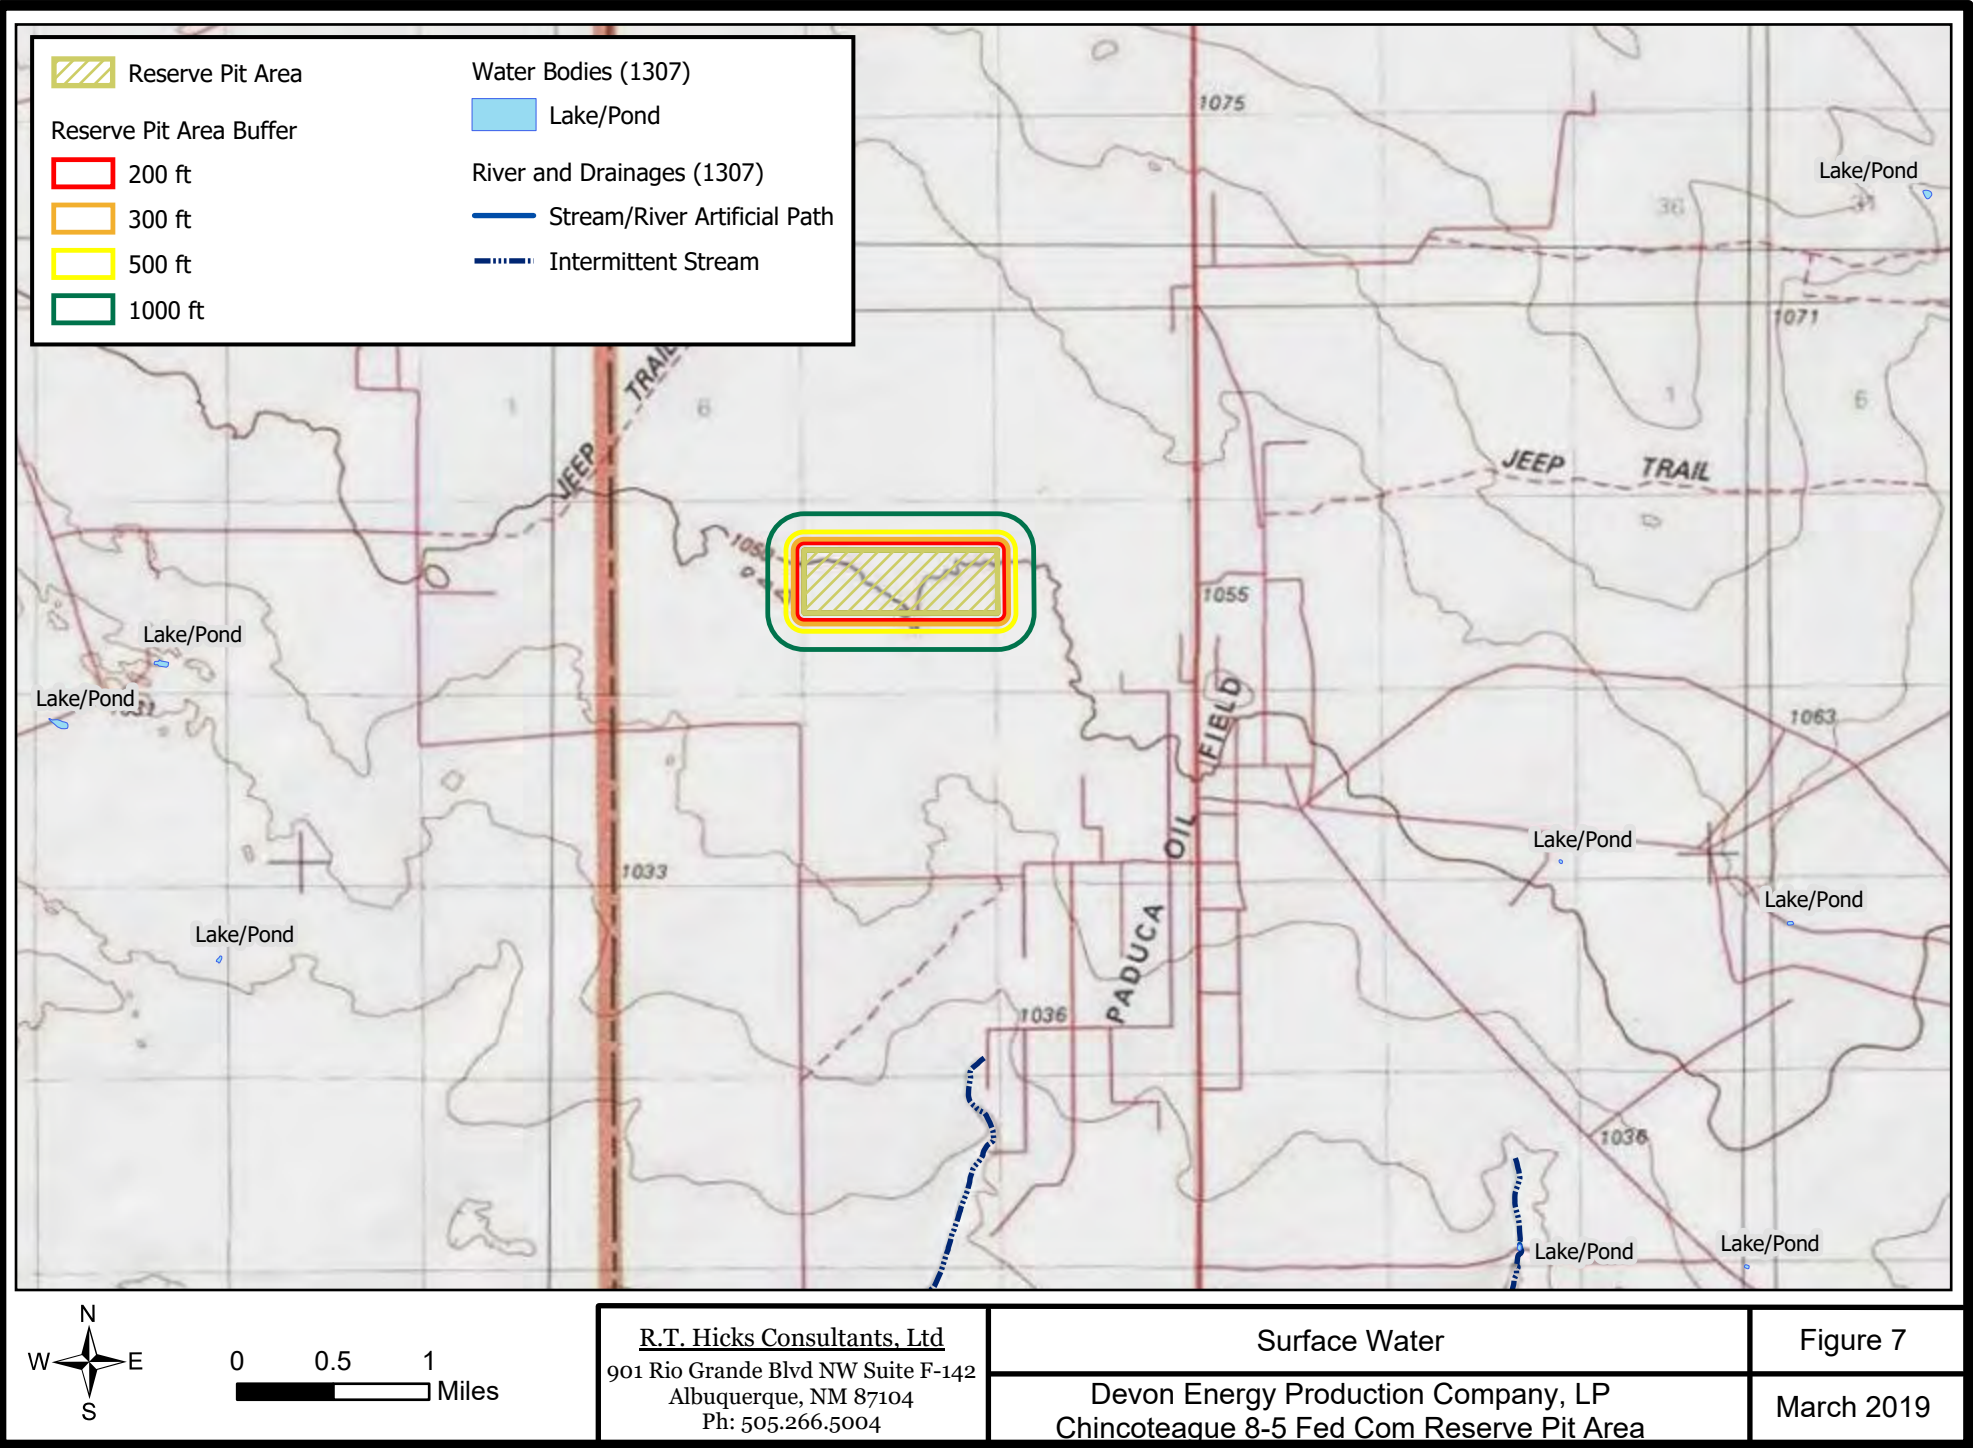 Reserve Pit Area
Reserve Pit Area Buffer
200 ft
300 ft
500 ft
1000 ft
Water Bodies (1307)
Lake/Pond
River and Drainages (1307)
Stream/River Artificial Path
Intermittent Stream
1075
Lake/Pond
36
31
1071
TRAIL
JEEP
1
6
1
6
JEEP TRAIL
1050
1055
Lake/Pond
Lake/Pond
1063
PADUCA OIL FIELD
Lake/Pond
1033
Lake/Pond
Lake/Pond
1036
1036
Lake/Pond
Lake/Pond
N
W E
S
0 0.5 1
Miles
R.T. Hicks Consultants, Ltd
901 Rio Grande Blvd NW Suite F-142
Albuquerque, NM 87104
Ph: 505.266.5004
Surface Water
Devon Energy Production Company, LP
Chincoteague 8-5 Fed Com Reserve Pit Area
Figure 7
March 2019